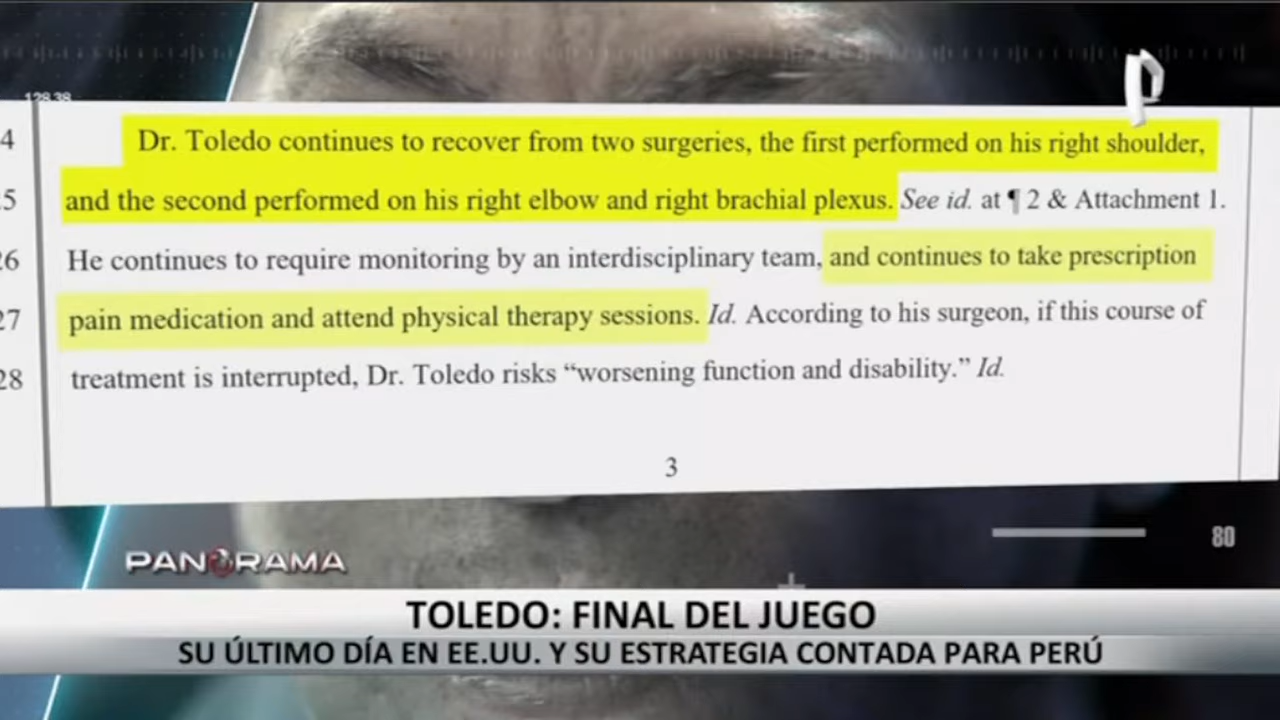 128.38
P
4 Dr. Toledo continues to recover from two surgeries, the first performed on his right shoulder,
5 and the second performed on his right elbow and right brachial plexus. See id. at ¶ 2 & Attachment 1.
26 He continues to require monitoring by an interdisciplinary team, and continues to take prescription
27 pain medication and attend physical therapy sessions. Id. According to his surgeon, if this course of
28 treatment is interrupted, Dr. Toledo risks “worsening function and disability.” Id.
3
80
PANORAMA
TOLEDO: FINAL DEL JUEGO
SU ÚLTIMO DÍA EN EE.UU. Y SU ESTRATEGIA CONTADA PARA PERÚ